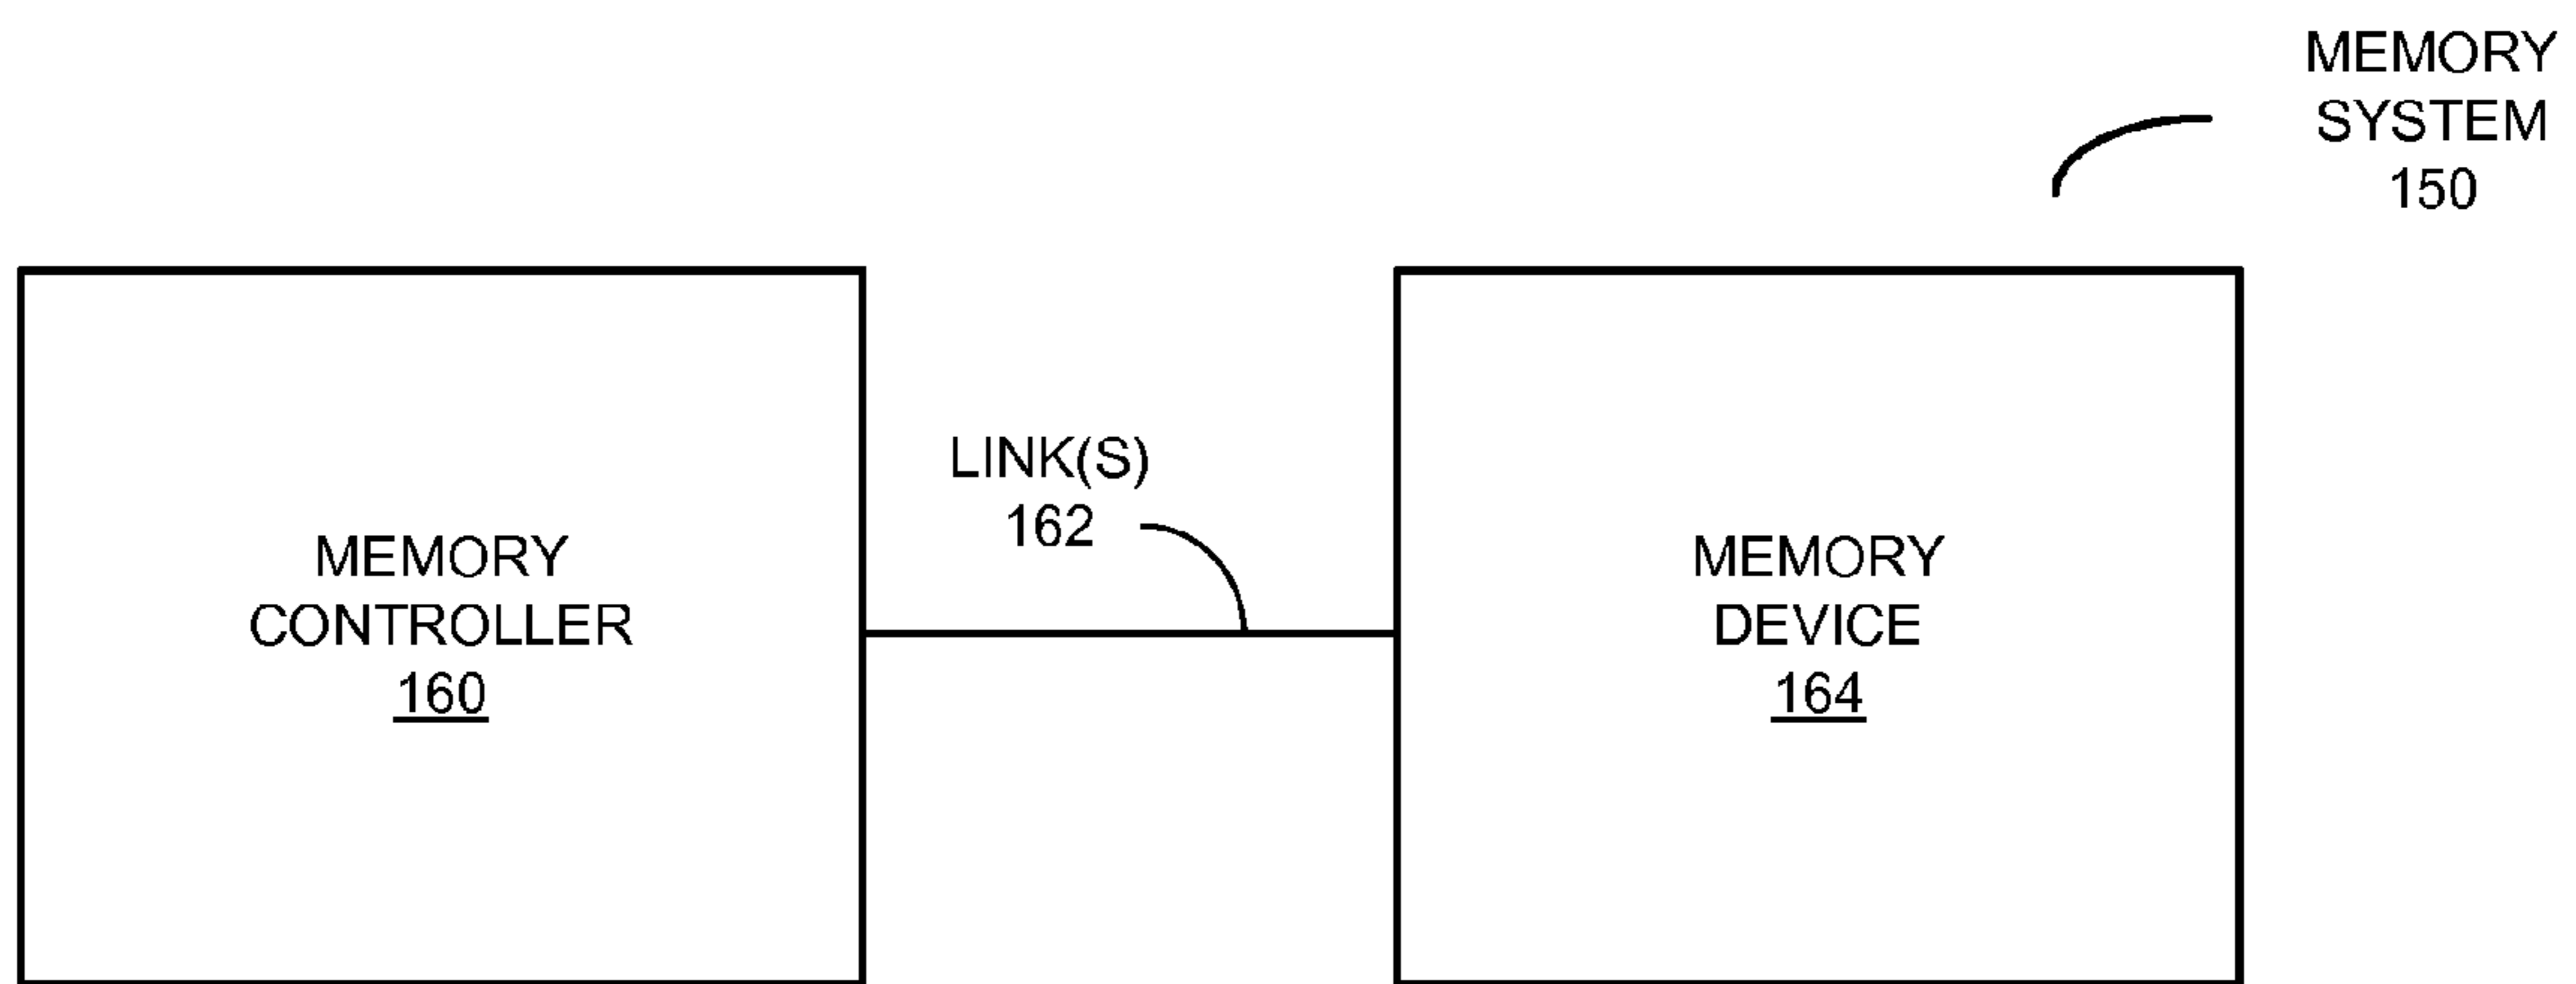 MEMORY
SYSTEM
150
LINK(S)
162
MEMORY
CONTROLLER
160
MEMORY
DEVICE
164